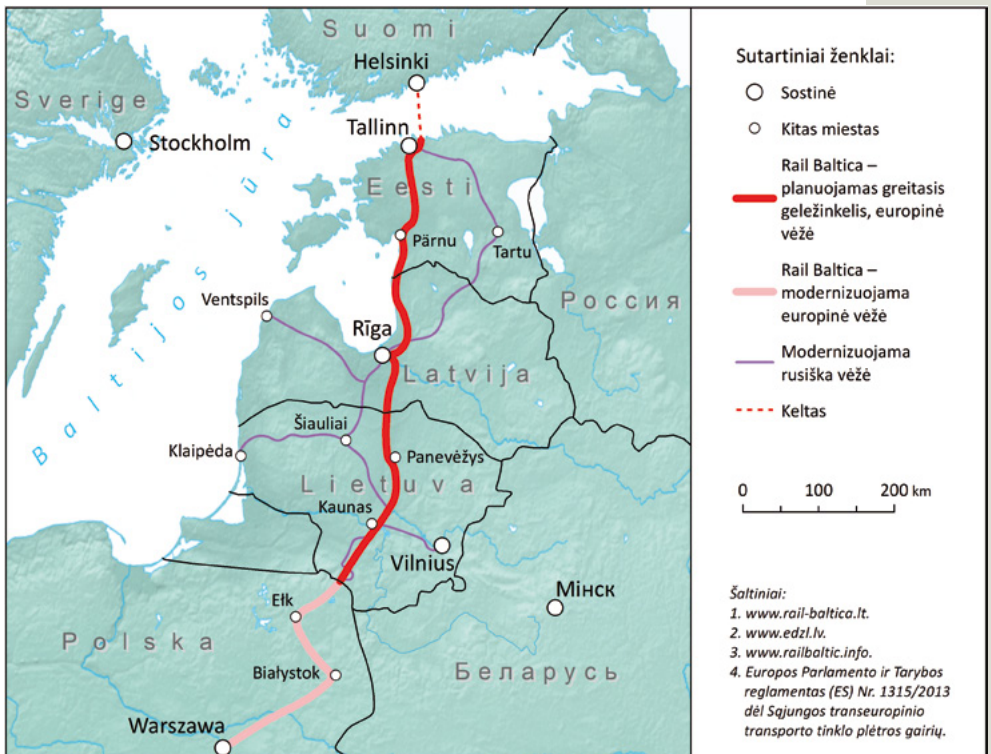 Suomi
Helsinki
Sverige
Stockholm
Tallinn
Baltijos jūra
Eesti
Pärnu
Tartu
Ventspils
Rīga
Россия
Latvija
Šiauliai
Klaipėda
Panevėžys
Lietuva
Kaunas
Vilnius
Мінск
Ełk
Polska
Białystok
Беларусь
Warszawa
Sutartiniai ženklai:
Sostinė
Kitas miestas
Rail Baltica –
planuojamas greitasis
geležinkelis, europinė
vėžė
Rail Baltica –
modernizuojama
europinė vėžė
Modernizuojama
rusiška vėžė
Keltas
0 100 200 km
Šaltiniai:
1. www.rail-baltica.lt.
2. www.edzl.lv.
3. www.railbaltic.info.
4. Europos Parlamento ir Tarybos
reglamentas (ES) Nr. 1315/2013
dėl Sąjungos transeuropinio
transporto tinklo plėtros gairių.